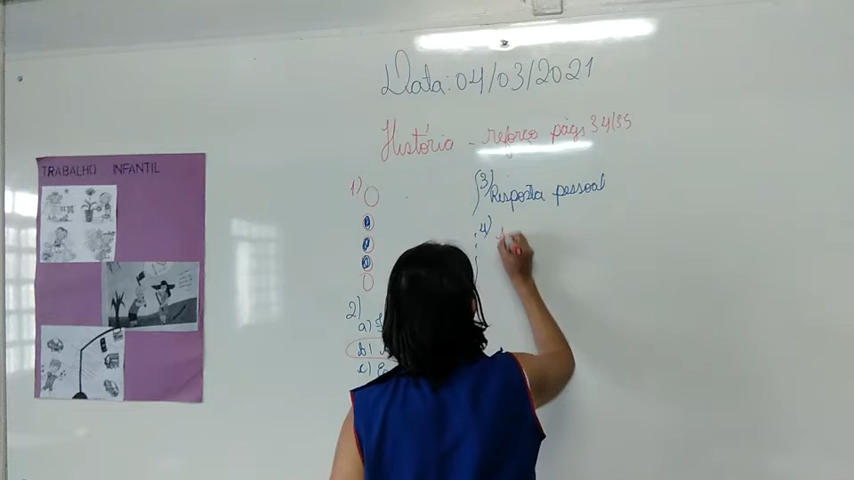 Data: 04/03/2021
História - reforço págs 34/35
TRABALHO INFANTIL
1)
2)
a)
b)
c)
3) Resposta pessoal
4)